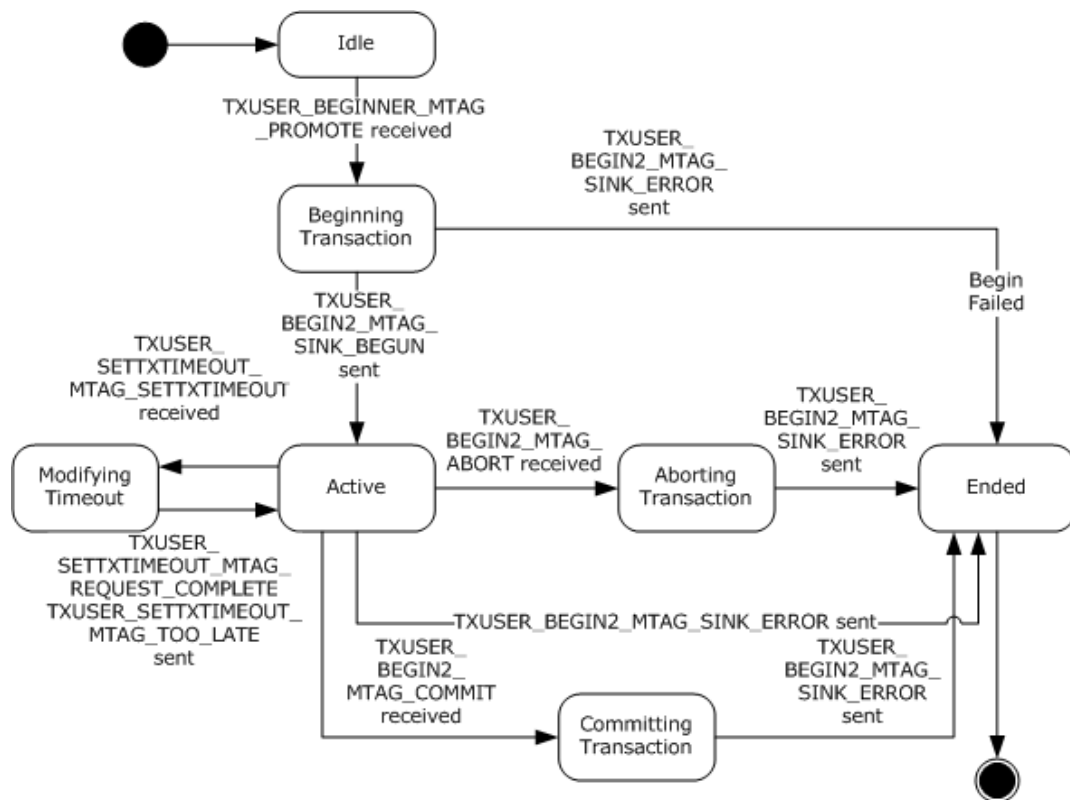 Idle
TXUSER_BEGINNER_MTAG
_PROMOTE received
TXUSER_
BEGIN2_MTAG_
SINK_ERROR
sent
Beginning
Transaction
Begin
Failed
TXUSER_
BEGIN2_MTAG_
SINK_BEGUN
sent
TXUSER_
SETTXTIMEOUT_
MTAG_SETTXTIMEOUT
received
TXUSER_
BEGIN2_MTAG_
ABORT received
TXUSER_
BEGIN2_MTAG_
SINK_ERROR
sent
Modifying
Timeout
Active
Aborting
Transaction
Ended
TXUSER_
SETTXTIMEOUT_MTAG_
REQUEST_COMPLETE
TXUSER_SETTXTIMEOUT_
MTAG_TOO_LATE
sent
TXUSER_BEGIN2_MTAG_SINK_ERROR sent
TXUSER_
BEGIN2_
MTAG_COMMIT
received
TXUSER_
BEGIN2_MTAG_
SINK_ERROR
sent
Committing
Transaction